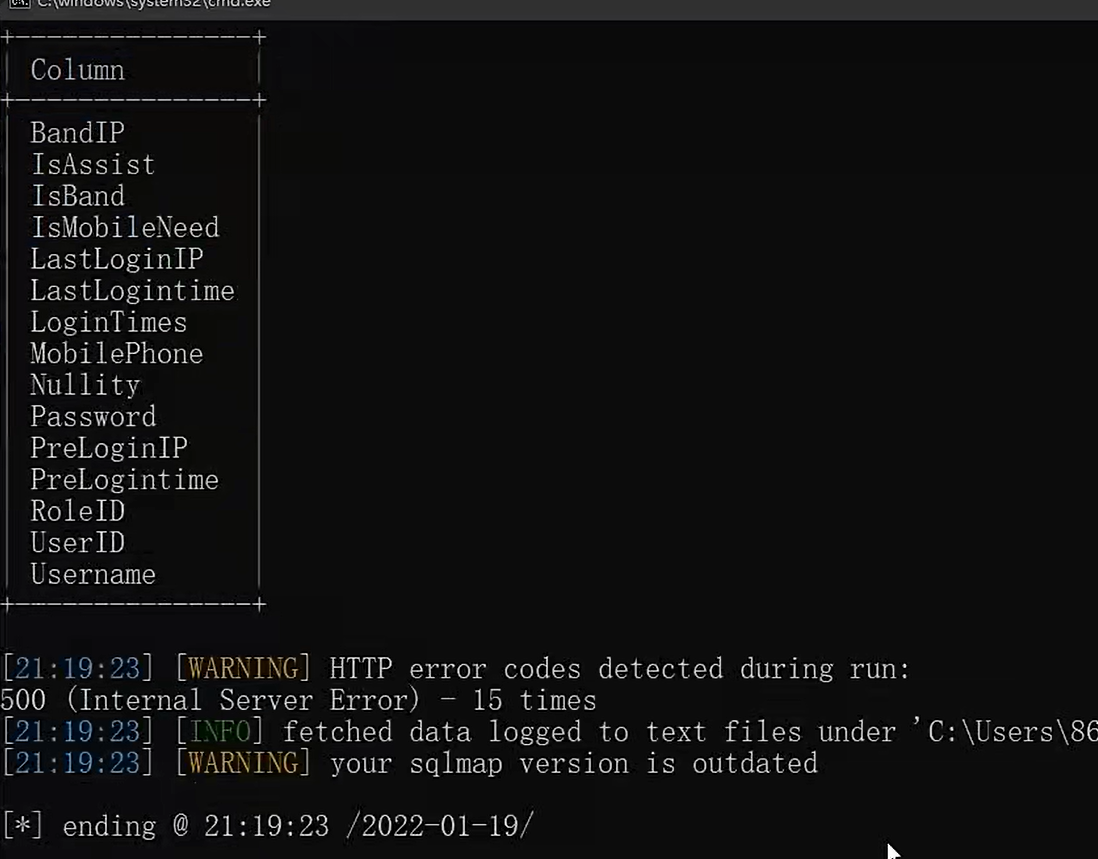 C:\windows\system32\cmd.exe
Column
BandIP
IsAssist
IsBand
IsMobileNeed
LastLoginIP
LastLogintime
LoginTimes
MobilePhone
Nullity
Password
PreLoginIP
PreLogintime
RoleID
UserID
Username
[21:19:23] [WARNING] HTTP error codes detected during run:
500 (Internal Server Error) - 15 times
[21:19:23] [INFO] fetched data logged to text files under 'C:\Users\86
[21:19:23] [WARNING] your sqlmap version is outdated
[*] ending @ 21:19:23 /2022-01-19/